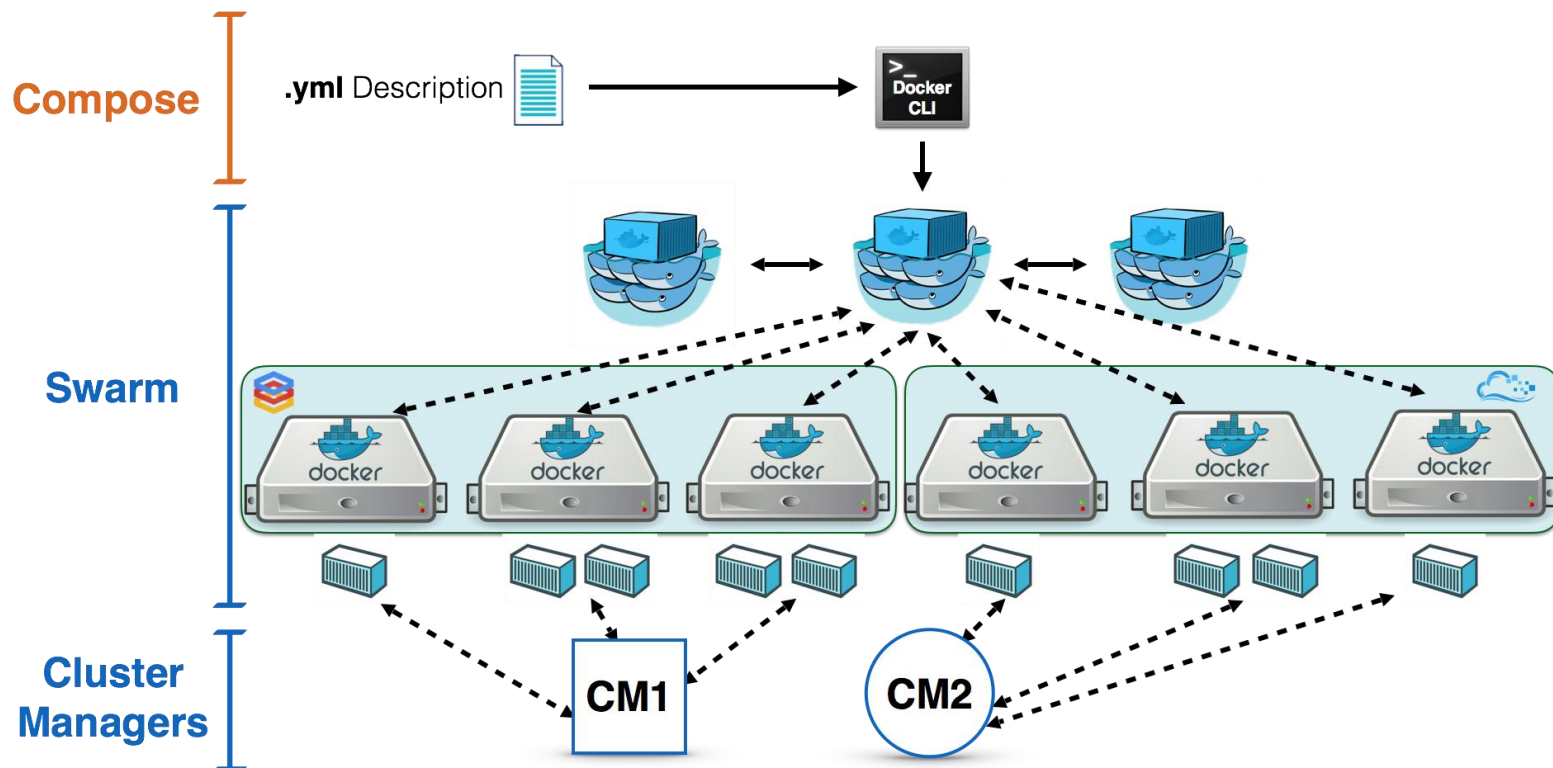 Compose
.yml Description
>_
Docker
CLI
Swarm
docker
docker
docker
docker
docker
docker
Cluster
Managers
CM1
CM2